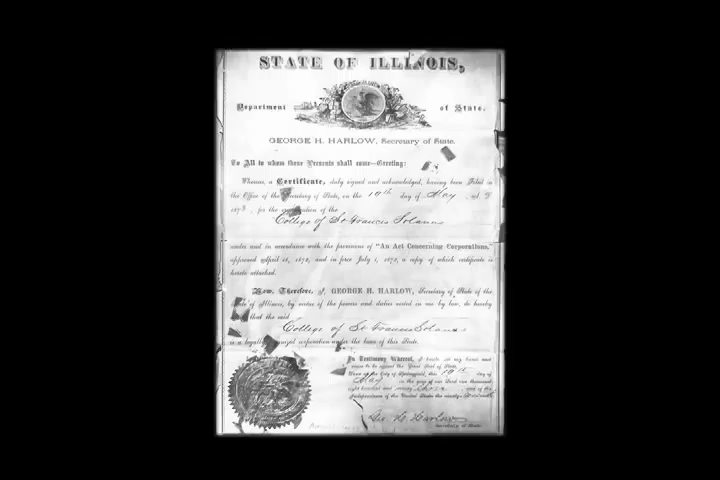 STATE OF ILLINOIS,
Department of State.
GEORGE H. HARLOW, Secretary of State.
To All to whom these Presents shall come—Greeting:
Whereas, a Certificate, duly signed and acknowledged, having been Filed in
the Office of the Secretary of State, on the 19th day of May A.D.
1873, for the organization of the
College of St Francis Solanus
under and in accordance with the provisions of "An Act Concerning Corporations,"
approved April 18, 1872, and in force July 1, 1872, a copy of which certificate is
hereto attached.
Now, Therefore, I, GEORGE H. HARLOW, Secretary of State of the
State of Illinois, by virtue of the powers and duties vested in me by law, do hereby
that the said
College of St Francis Solanus
is a legally organized corporation under the laws of this State.
In Testimony Whereof, I hereto set my hand and
cause to be affixed the Great Seal of State.
Done at the City of Springfield, this 19th day of
May in the year of our Lord one thousand
eight hundred and seventy three and of the
Independence of the United States the ninety-seventh
Geo. H. Harlow
Secretary of State